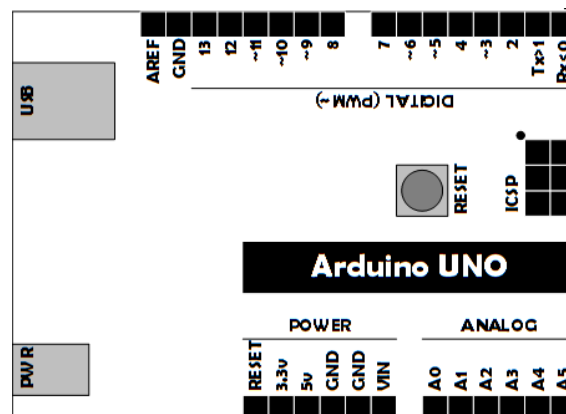 AREF
GND
13
12
~11
~10
~9
8
7
~6
~5
4
~3
2
Tx>1
Rx<0
DIGITAL (PWM~)
USB
RESET
ICSP
Arduino UNO
POWER
ANALOG
PWR
RESET
3.3v
5v
GND
GND
VIN
A0
A1
A2
A3
A4
A5